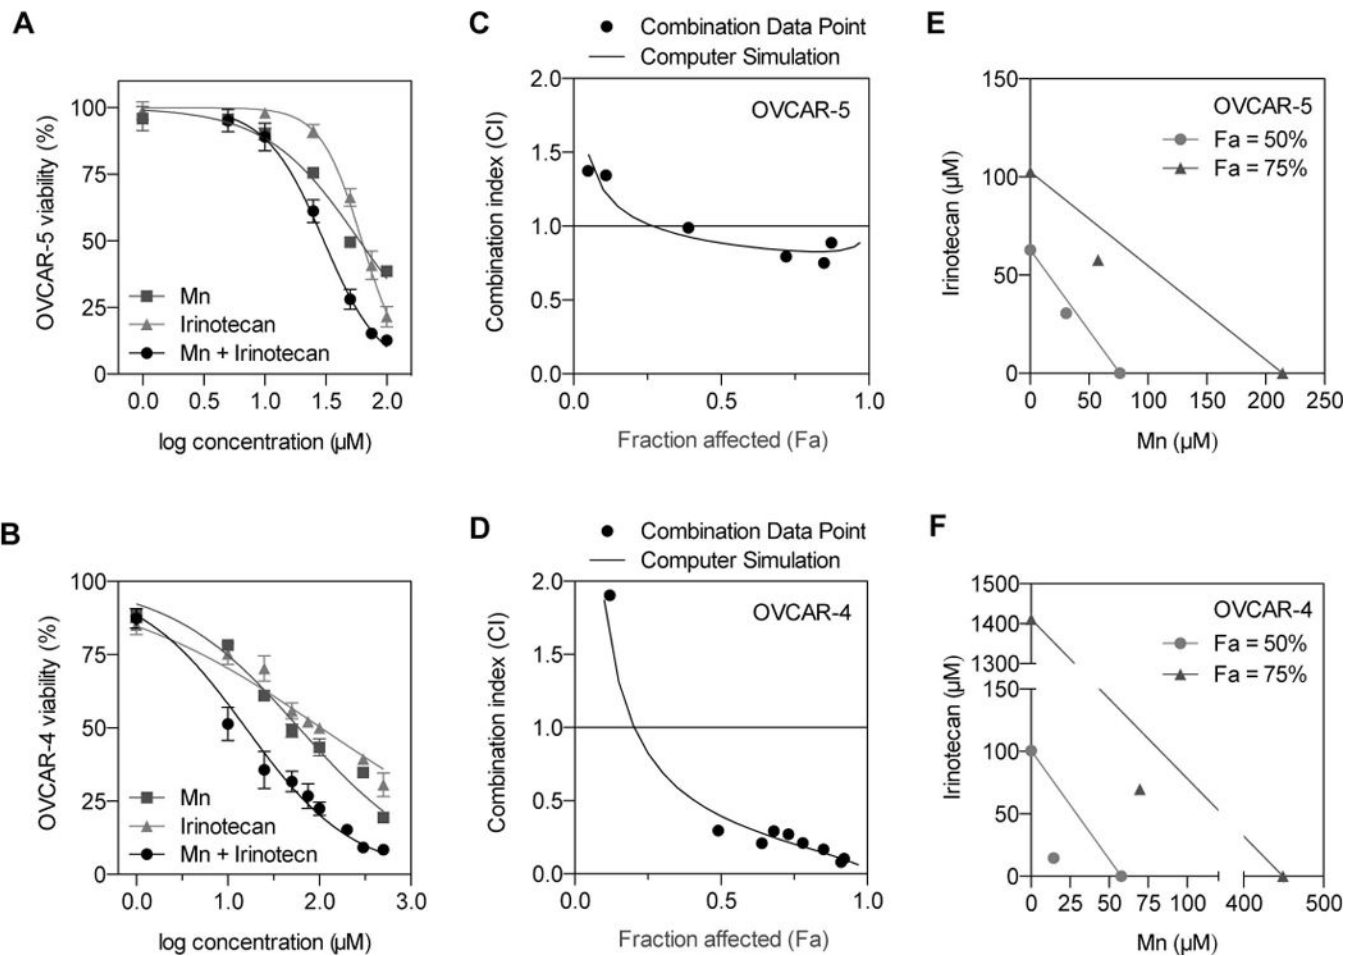 A
OVCAR-5 viability (%)
100
75
50
25
0
Mn
Irinotecan
Mn + Irinotecan
0.0 0.5 1.0 1.5 2.0
log concentration (µM)
C
Combination Data Point
Computer Simulation
Combination index (CI)
2.0
1.5
1.0
0.5
0.0
OVCAR-5
0.0 0.5 1.0
Fraction affected (Fa)
E
Irinotecan (µM)
150
100
50
0
OVCAR-5
Fa = 50%
Fa = 75%
0 50 100 150 200 250
Mn (µM)
B
OVCAR-4 viability (%)
100
75
50
25
0
Mn
Irinotecan
Mn + Irinotecn
0.0 1.0 2.0 3.0
log concentration (µM)
D
Combination Data Point
Computer Simulation
Combination index (CI)
2.0
1.5
1.0
0.5
0.0
OVCAR-4
0.0 0.5 1.0
Fraction affected (Fa)
F
Irinotecan (µM)
1500
1400
1300
150
100
50
0
OVCAR-4
Fa = 50%
Fa = 75%
0 25 50 75 100 400 500
Mn (µM)